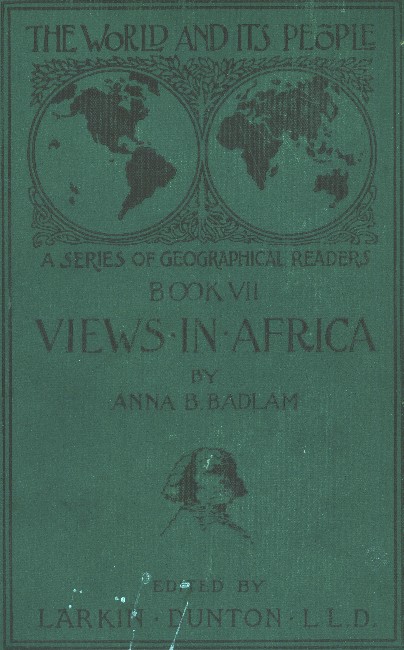 THE WORLD AND ITS PEOPLE
A SERIES OF GEOGRAPHICAL READERS
BOOK VII
VIEWS · IN · AFRICA
BY
ANNA B. BADLAM
EDITED BY
LARKIN · DUNTON · L L.D.